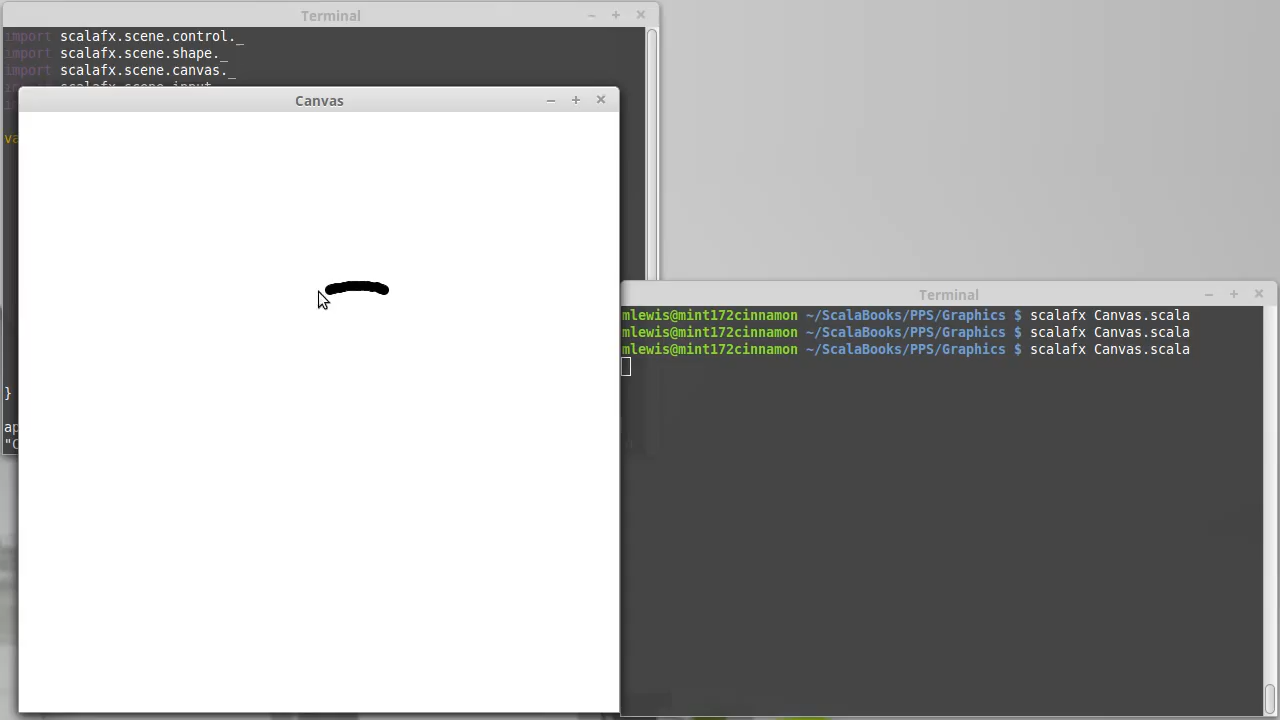 Terminal
import scalafx.scene.control._
import scalafx.scene.shape._
import scalafx.scene.canvas._
Canvas
va
}
ap
"C
Terminal
mlewis@mint172cinnamon ~/ScalaBooks/PPS/Graphics $ scalafx Canvas.scala
mlewis@mint172cinnamon ~/ScalaBooks/PPS/Graphics $ scalafx Canvas.scala
mlewis@mint172cinnamon ~/ScalaBooks/PPS/Graphics $ scalafx Canvas.scala